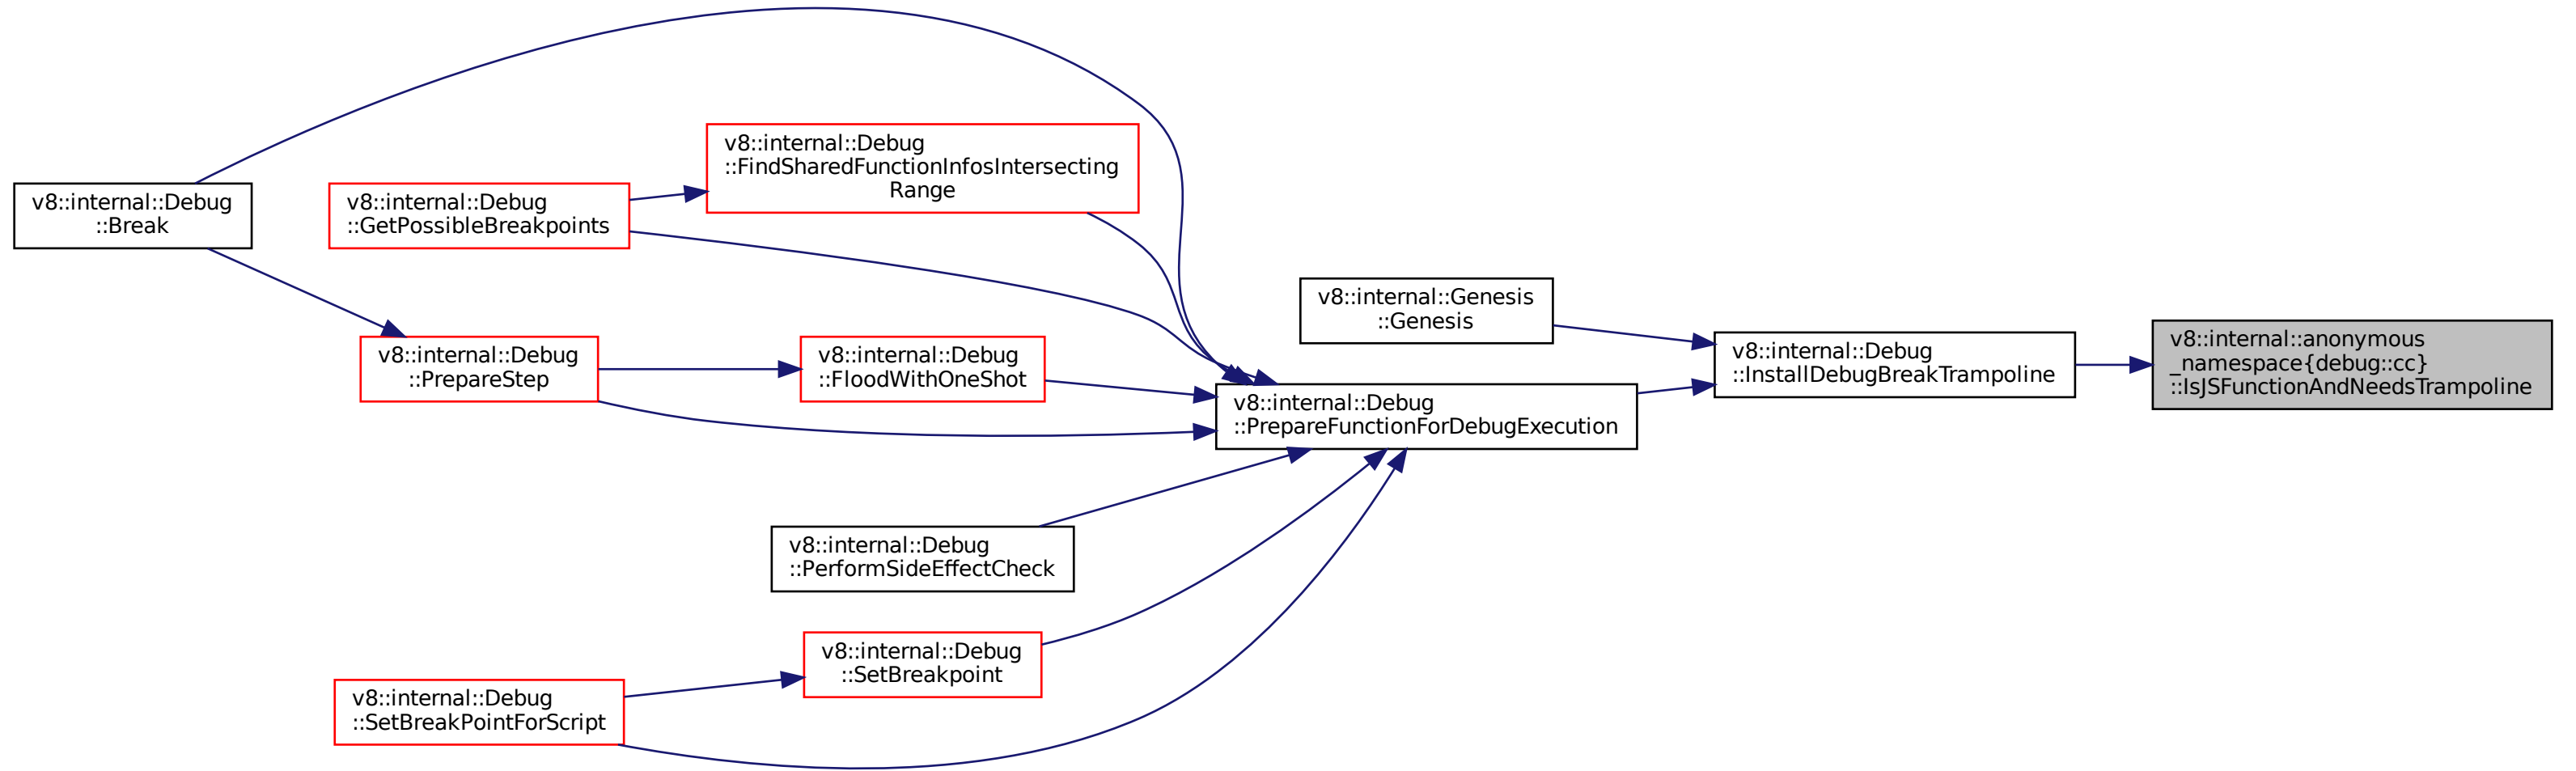 v8::internal::Debug
::FindSharedFunctionInfosIntersecting
Range
v8::internal::Debug
::Break
v8::internal::Debug
::GetPossibleBreakpoints
v8::internal::Genesis
::Genesis
v8::internal::Debug
::PrepareStep
v8::internal::Debug
::FloodWithOneShot
v8::internal::Debug
::PrepareFunctionForDebugExecution
v8::internal::Debug
::InstallDebugBreakTrampoline
v8::internal::anonymous
_namespace{debug::cc}
::IsJSFunctionAndNeedsTrampoline
v8::internal::Debug
::PerformSideEffectCheck
v8::internal::Debug
::SetBreakpoint
v8::internal::Debug
::SetBreakPointForScript